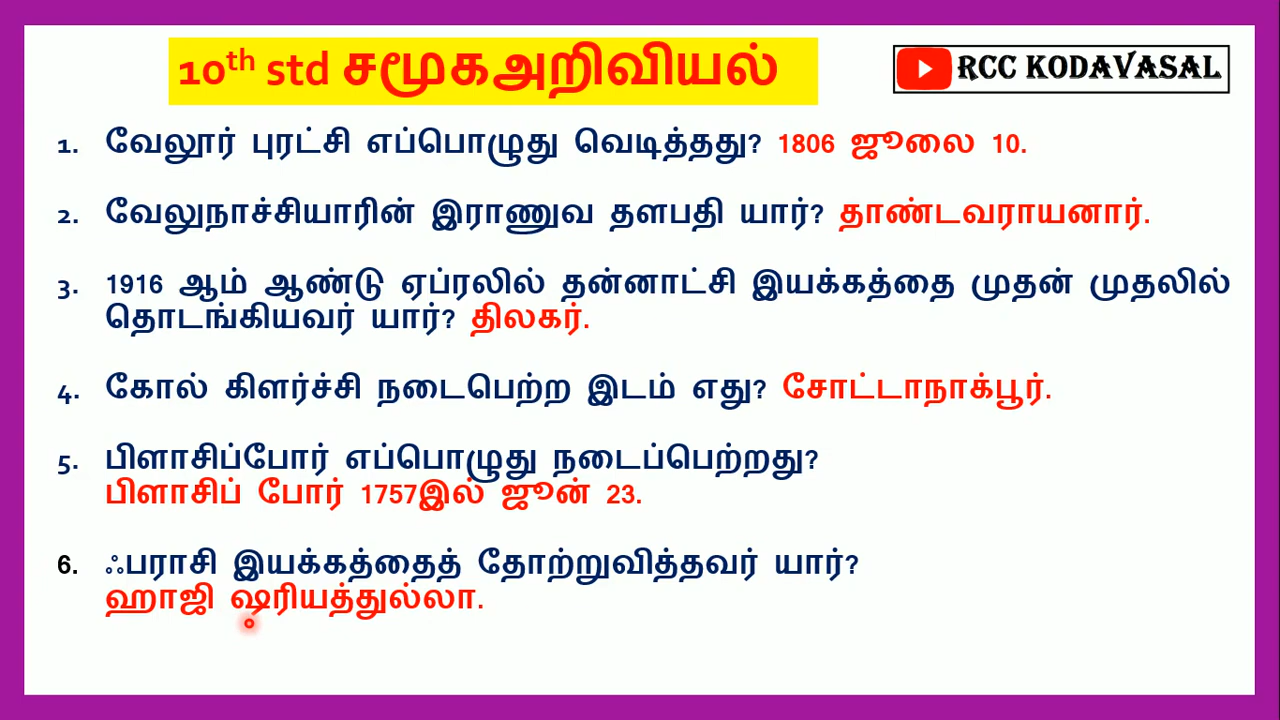 10th std சமூகஅறிவியல்
RCC KODAVASAL
1. வேலூர் புரட்சி எப்பொழுது வெடித்தது? 1806 ஜூலை 10.
2. வேலுநாச்சியாரின் இராணுவ தளபதி யார்? தாண்டவராயனார்.
3. 1916 ஆம் ஆண்டு ஏப்ரலில் தன்னாட்சி இயக்கத்தை முதன் முதலில்
தொடங்கியவர் யார்? திலகர்.
4. கோல் கிளர்ச்சி நடைபெற்ற இடம் எது? சோட்டாநாக்பூர்.
5. பிளாசிப்போர் எப்பொழுது நடைப்பெற்றது?
பிளாசிப் போர் 1757இல் ஜூன் 23.
6. ஃபராசி இயக்கத்தைத் தோற்றுவித்தவர் யார்?
ஹாஜி ஷரியத்துல்லா.